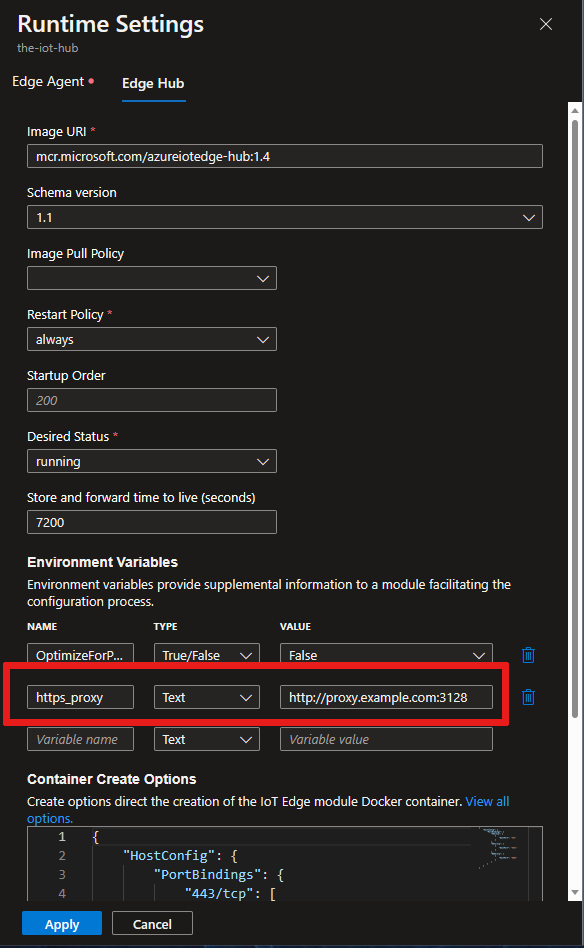 Runtime Settings
the-iot-hub
Edge Agent
Edge Hub
Image URI *
mcr.microsoft.com/azureiotedge-hub:1.4
Schema version
1.1
Image Pull Policy
Restart Policy *
always
Startup Order
200
Desired Status *
running
Store and forward time to live (seconds)
7200
Environment Variables
Environment variables provide supplemental information to a module facilitating the
configuration process.
NAME TYPE VALUE
OptimizeForP... True/False False
https_proxy Text http://proxy.example.com:3128
Variable name Text Variable value
Container Create Options
Create options direct the creation of the IoT Edge module Docker container. View all
options.
1 {
2 "HostConfig": {
3 "PortBindings": {
4 "443/tcp": [
Apply Cancel